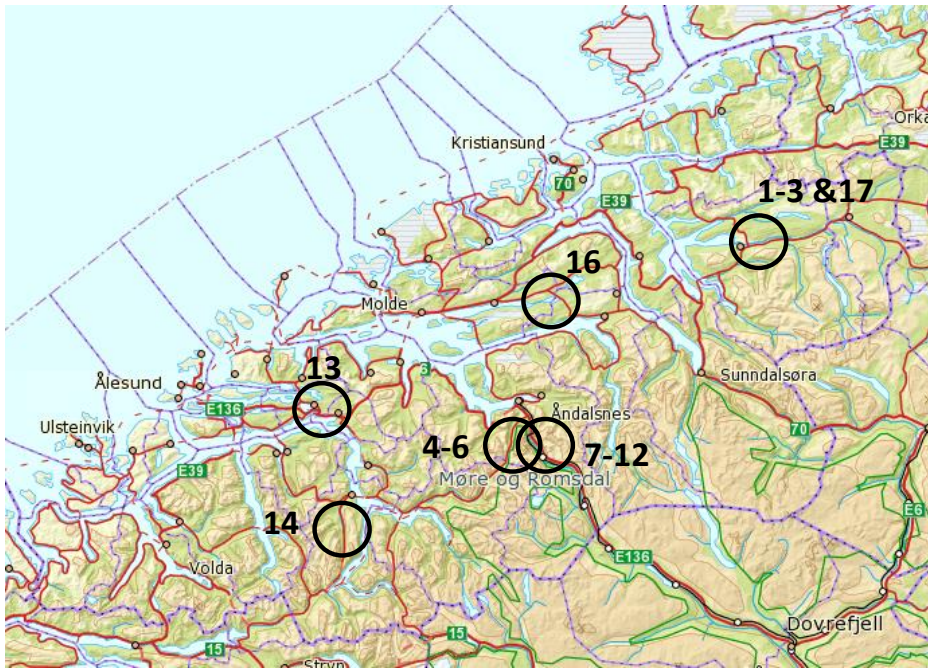 Orka
Kristiansund
E39
70
1-3 &17
E39
16
Molde
13
6
Sunndalsøra
Ålesund
E136
Åndalsnes
Ulsteinvik
70
4-6
7-12
E39
Møre og Romsdal
14
E6
E136
Volda
Dovrefjell
15
15
Stryn